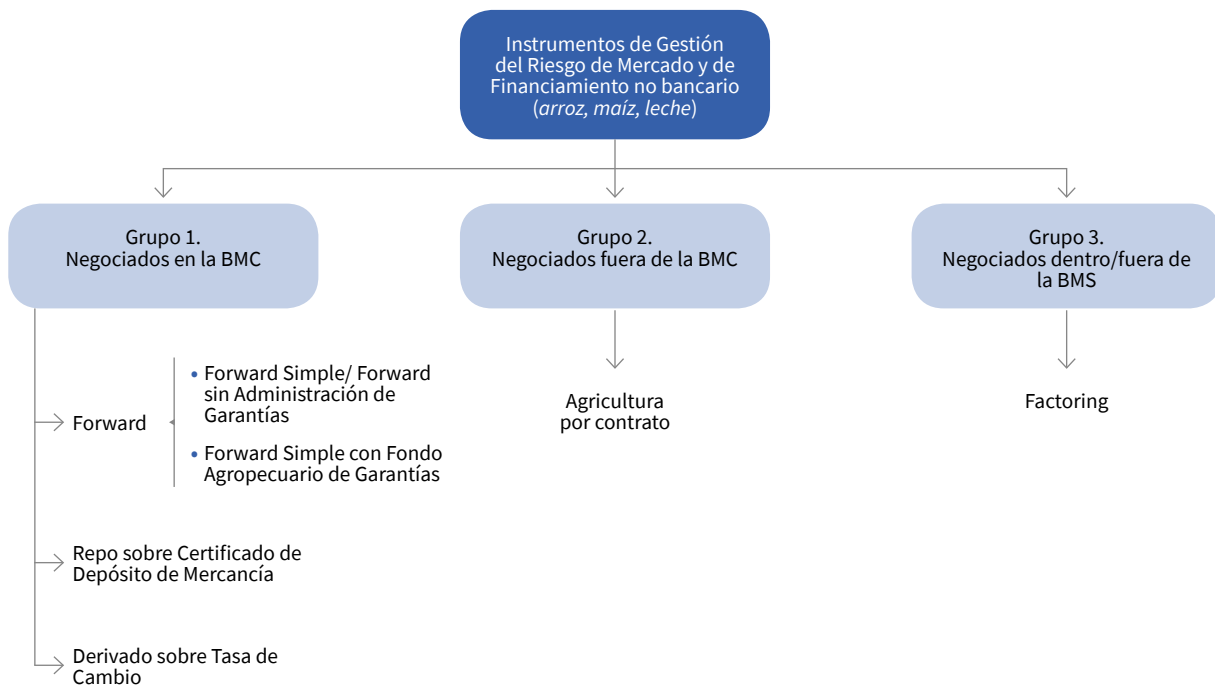 Instrumentos de Gestión
del Riesgo de Mercado y de
Financiamiento no bancario
(arroz, maíz, leche)
Grupo 1.
Negociados en la BMC
Grupo 2.
Negociados fuera de la BMC
Grupo 3.
Negociados dentro/fuera de
la BMS
Forward
• Forward Simple/ Forward
sin Administración de
Garantías
• Forward Simple con Fondo
Agropecuario de Garantías
Repo sobre Certificado de
Depósito de Mercancía
Derivado sobre Tasa de
Cambio
Agricultura
por contrato
Factoring